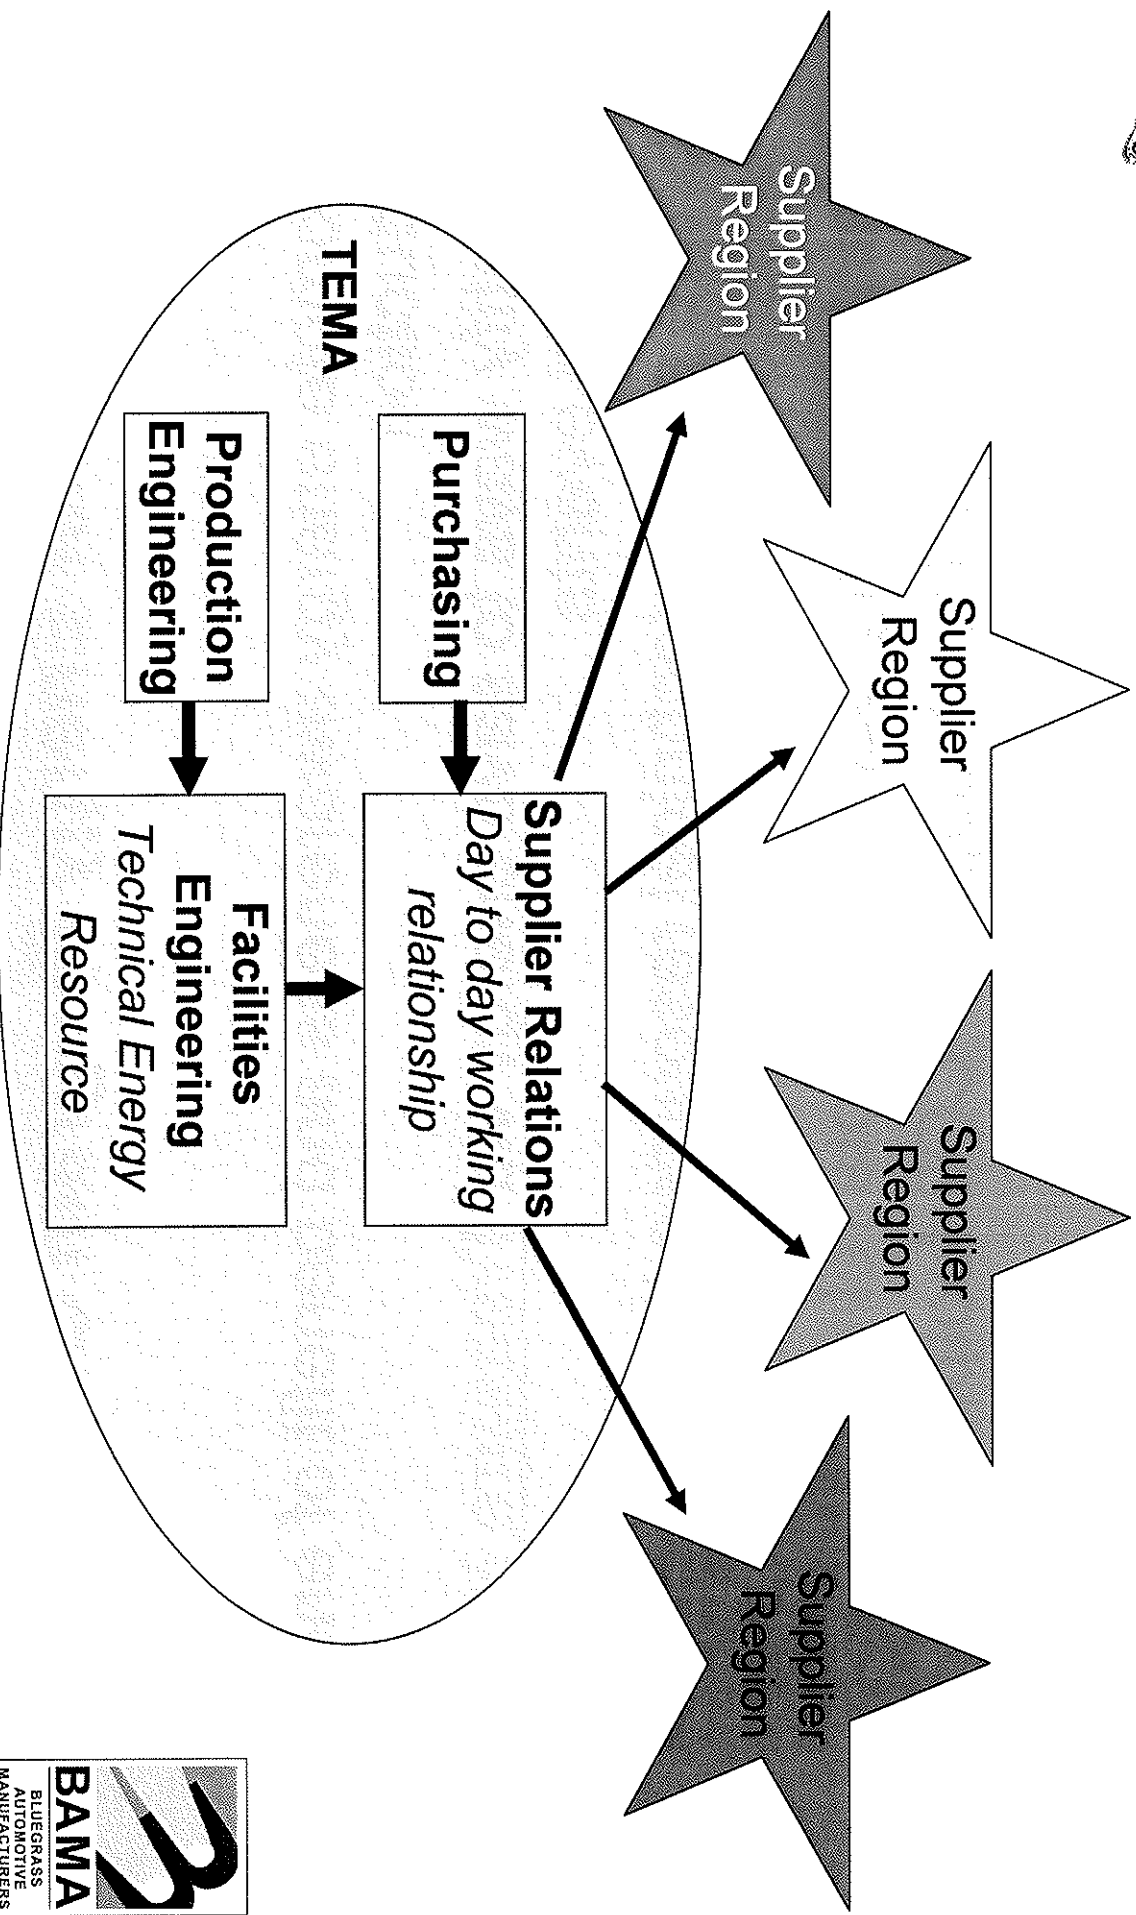 Supplier
Region
Supplier
Region
Supplier
Region
Supplier
Region
TEMA
Purchasing
Supplier Relations
Day to day working
relationship
Production
Engineering
Facilities
Engineering
Technical Energy
Resource
BAMA
BLUEGRASS
AUTOMOTIVE
MANUFACTURERS